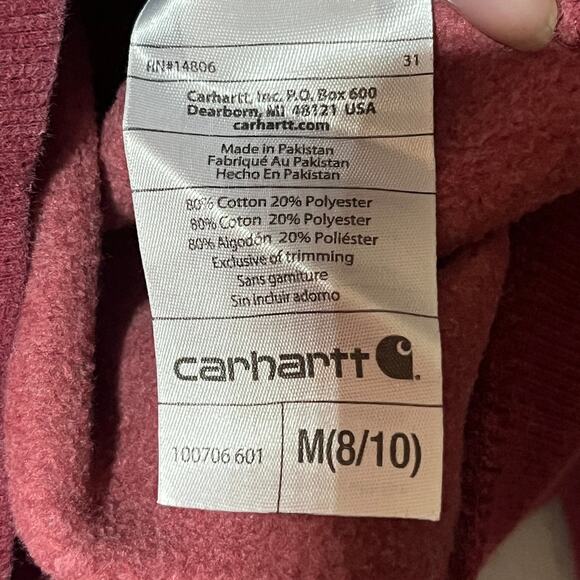 RN#14806 31
Carhartt, Inc. P.O. Box 600
Dearborn, MI 48121 USA
carhartt.com
Made in Pakistan
Fabriqué Au Pakistan
Hecho En Pakistan
80% Cotton 20% Polyester
80% Coton 20% Polyester
80% Algodón 20% Poliéster
Exclusive of trimming
Sans garniture
Sin incluir adorno
carhartt
100706 601 M(8/10)